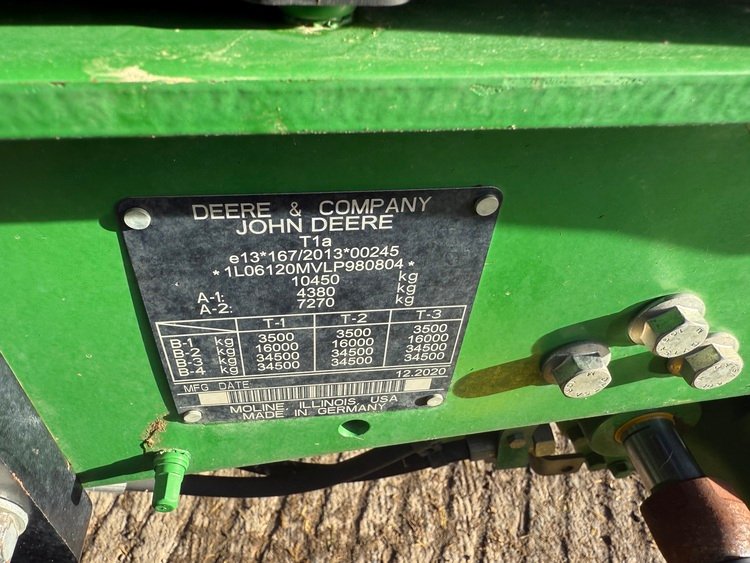 DEERE & COMPANY
JOHN DEERE
T1a
e13*167/2013*00245
*1L06120MVLP980804*
10450 kg
A-1: 4380 kg
A-2: 7270 kg
T-1 T-2 T-3
B-1 kg 3500 3500 3500
B-2 kg 16000 16000 16000
B-3 kg 34500 34500 34500
B-4 kg 34500 34500 34500
MFG DATE 12.2020
MOLINE, ILLINOIS, USA
MADE IN GERMANY